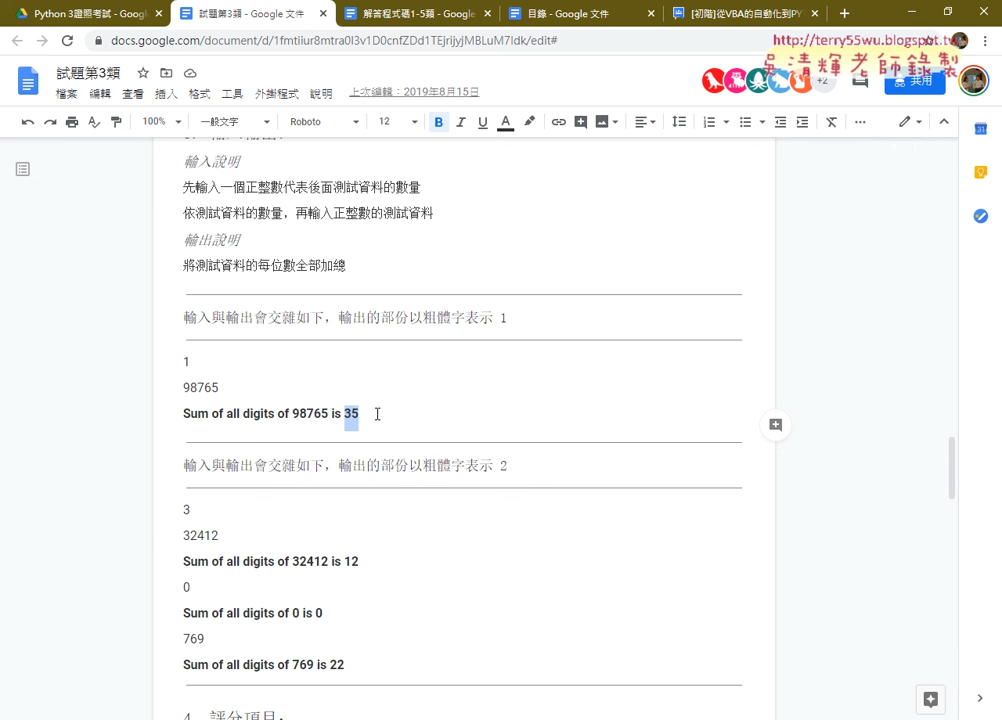 Python 3證照考試 - Googl
試題第3類 - Google 文件
解答程式碼1-5類 - Google
目錄 - Google 文件
[初階]從VBA的自動化到PY
docs.google.com/document/d/1fmtiiur8mtra0I3v1D0cnfZDd1TEjrijyjMBLuM7Idk/edit#
http://terry55wu.blogspot.tw
吳清輝老師錄製
試題第3類
檔案 編輯 查看 插入 格式 工具 外掛程式 說明 上次編輯：2019年8月15日
+2
共用
100% 一般文字 Roboto 12
輸入說明
先輸入一個正整數代表後面測試資料的數量
依測試資料的數量，再輸入正整數的測試資料
輸出說明
將測試資料的每位數全部加總
輸入與輸出會交雜如下，輸出的部份以粗體字表示 1
1
98765
Sum of all digits of 98765 is 35
輸入與輸出會交雜如下，輸出的部份以粗體字表示 2
3
32412
Sum of all digits of 32412 is 12
0
Sum of all digits of 0 is 0
769
Sum of all digits of 769 is 22
4. 評分項目：